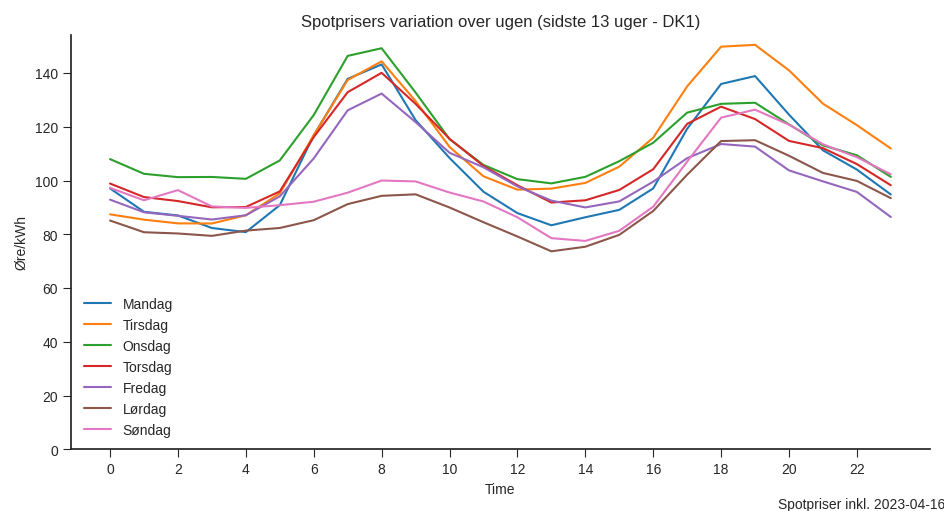 Spotprisers variation over ugen (sidste 13 uger - DK1)
Øre/kWh
140
120
100
80
60
40
20
0
Mandag
Tirsdag
Onsdag
Torsdag
Fredag
Lørdag
Søndag
0 2 4 6 8 10 12 14 16 18 20 22
Time
Spotpriser inkl. 2023-04-16